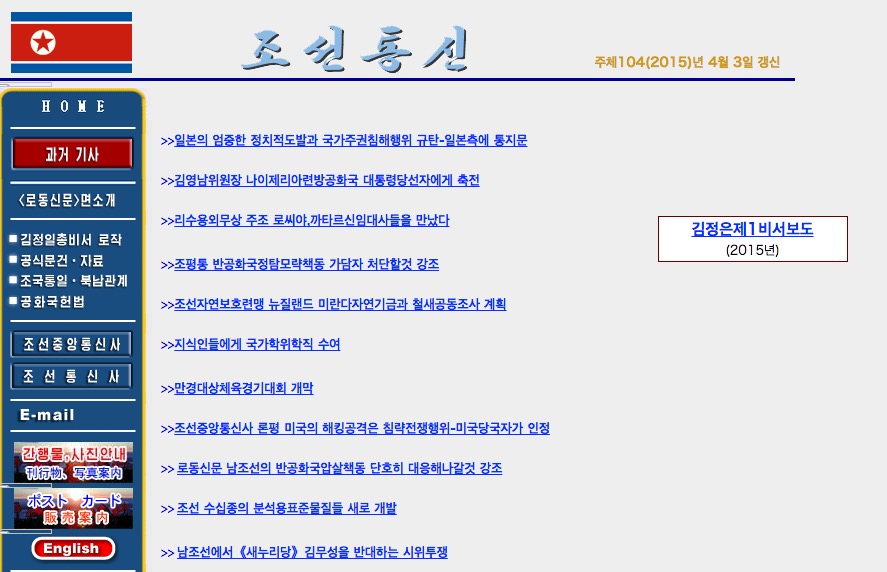 조선통신
주체104(2015)년 4월 3일 갱신
HOME
과거 기사
<로동신문>면소개
김정일총비서 로작
공식문건·자료
조국통일·북남관계
공화국헌법
조선중앙통신사
조선통신사
E-mail
간행물,사진안내
刊行物、写真案内
ポスト カード
販売案内
English
>>일본의 엄중한 정치적도발과 국가주권침해행위 규탄-일본측에 통지문
>>김영남위원장 나이제리아련방공화국 대통령당선자에게 축전
>>리수용외무상 주조 로씨야,까타르신임대사들을 만났다
>>조평통 반공화국정탐모략책동 가담자 처단할것 강조
>>조선자연보호련맹 뉴질랜드 미란다자연기금과 철새공동조사 계획
>>지식인들에게 국가학위학직 수여
>>만경대상체육경기대회 개막
>>조선중앙통신사 론평 미국의 해킹공격은 침략전쟁행위-미국당국자가 인정
>> 로동신문 남조선의 반공화국압살책동 단호히 대응해나갈것 강조
>> 조선 수십종의 분석용표준물질들 새로 개발
>> 남조선에서《새누리당》김무성을 반대하는 시위투쟁
김정은제1비서보도
(2015년)